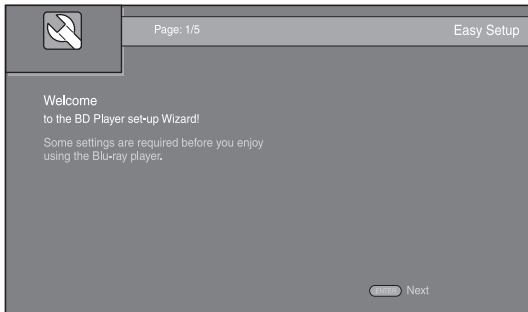 Page: 1/5
Easy Setup
Welcome
to the BD Player set-up Wizard!
Some settings are required before you enjoy
using the Blu-ray player.
ENTER Next